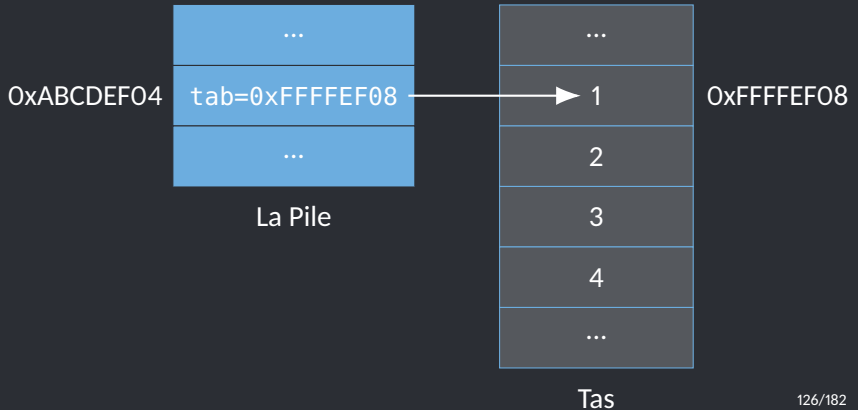 ...
...
0xABCDEF04 tab=0xFFFFEF08 1 0xFFFFEF08
... 2
La Pile 3
4
...
Tas
126/182